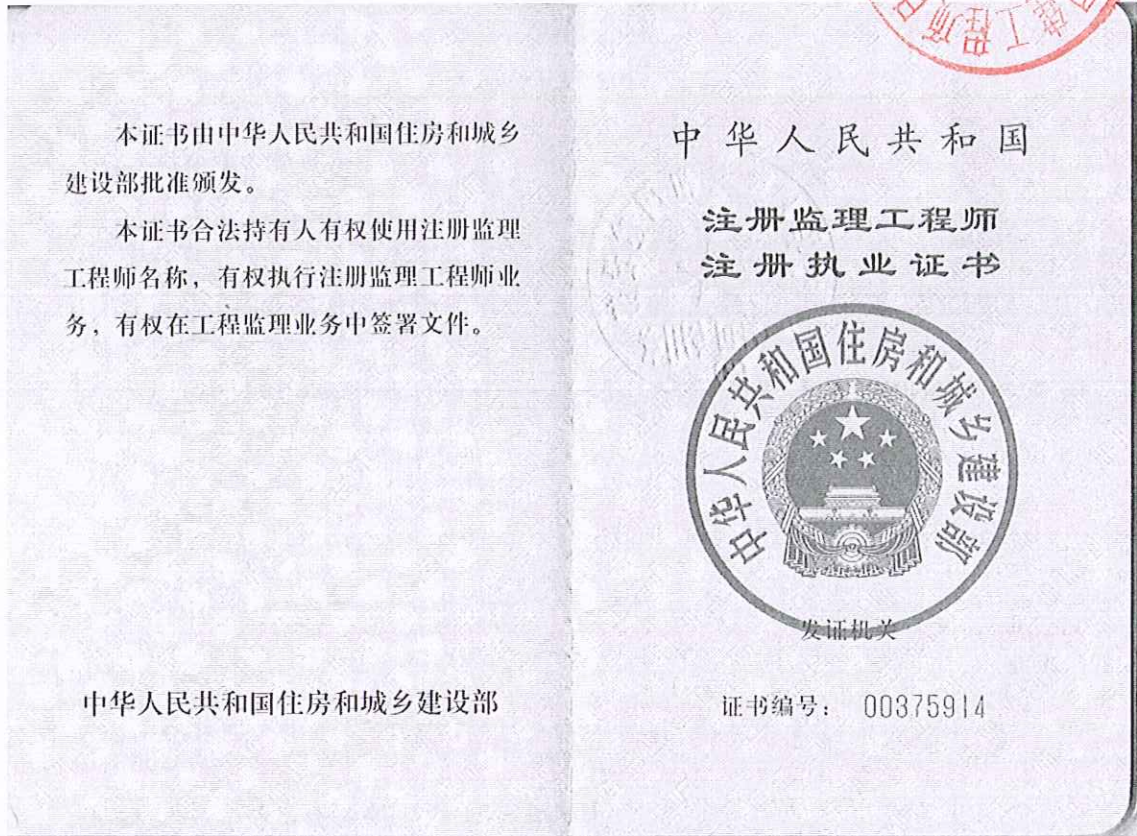 本证书由中华人民共和国住房和城乡
建设部批准颁发。
本证书合法持有人有权使用注册监理
工程师名称，有权执行注册监理工程师业
务，有权在工程监理业务中签署文件。
中华人民共和国住房和城乡建设部
中华人民共和国
注册监理工程师
注册执业证书
中华人民共和国住房和城乡建设部
发证机关
证书编号： 00375914